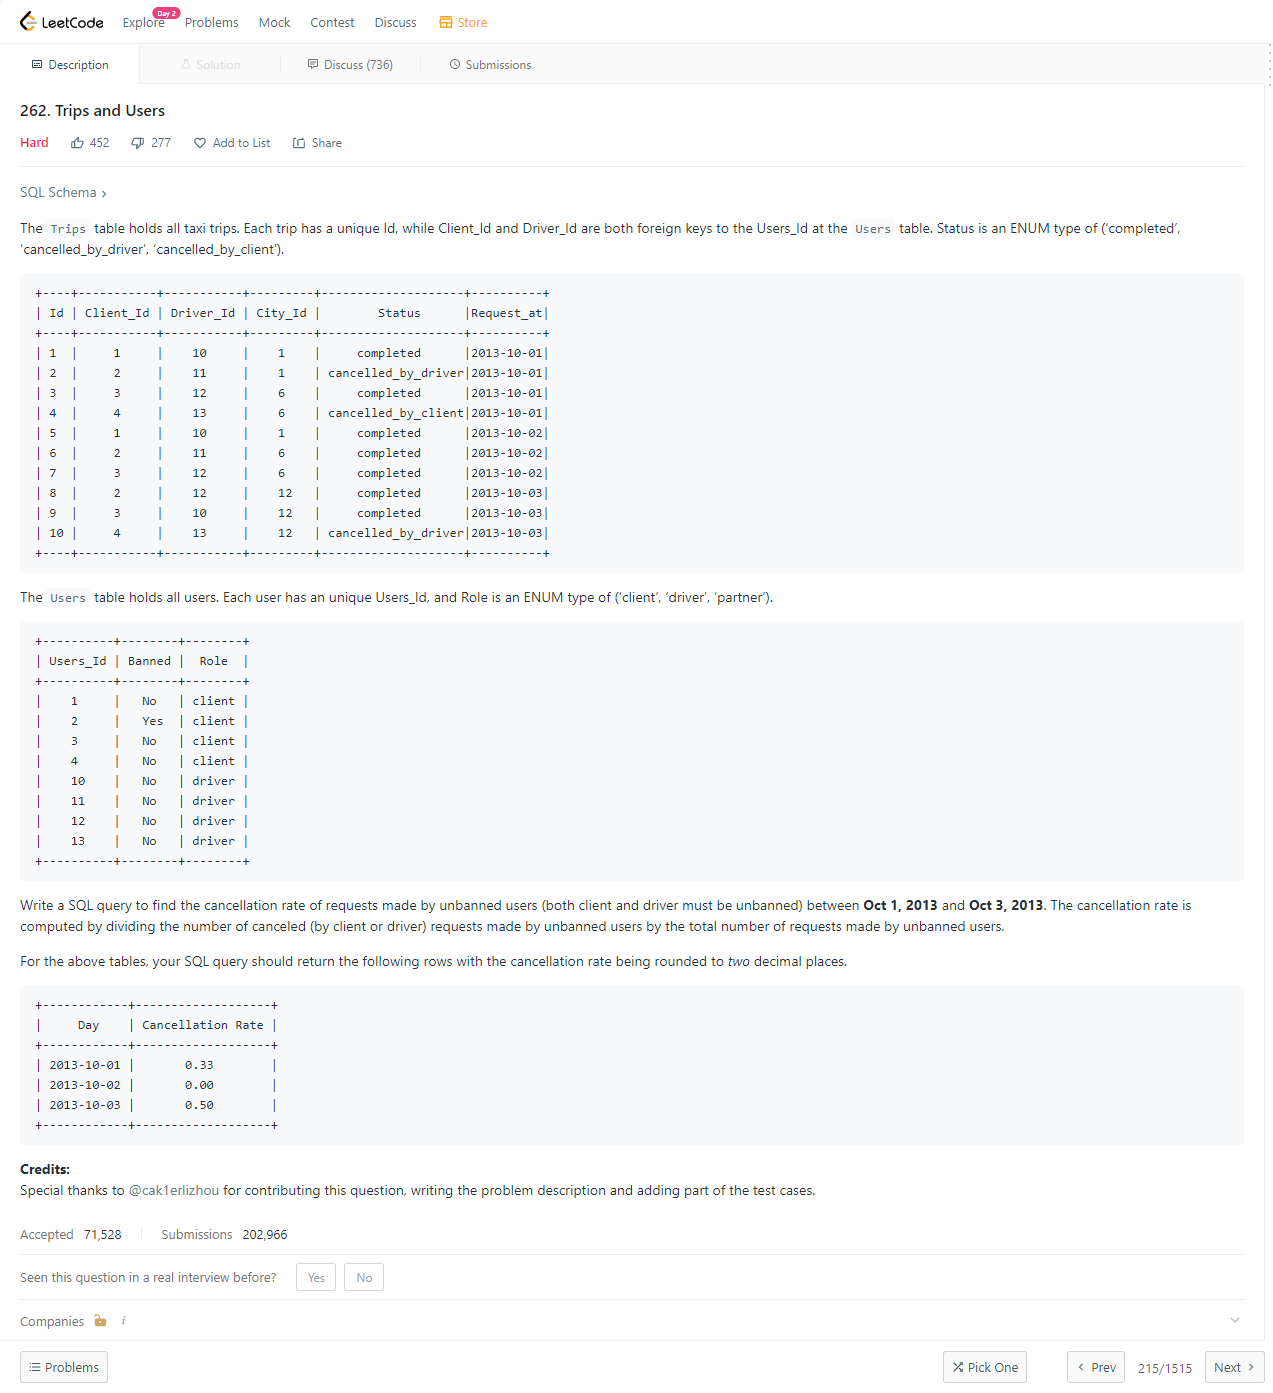 LeetCode Explore Day 2 Problems Mock Contest Discuss Store
Description Solution Discuss (736) Submissions
262. Trips and Users
Hard 452 277 Add to List Share
SQL Schema ›
The Trips table holds all taxi trips. Each trip has a unique Id, while Client_Id and Driver_Id are both foreign keys to the Users_Id at the Users table. Status is an ENUM type of (‘completed’,
‘cancelled_by_driver’, ‘cancelled_by_client’).
+----+-----------+-----------+---------+--------------------+----------+
| Id | Client_Id | Driver_Id | City_Id |        Status      |Request_at|
+----+-----------+-----------+---------+--------------------+----------+
| 1  |     1     |    10     |    1    |     completed      |2013-10-01|
| 2  |     2     |    11     |    1    | cancelled_by_driver|2013-10-01|
| 3  |     3     |    12     |    6    |     completed      |2013-10-01|
| 4  |     4     |    13     |    6    | cancelled_by_client|2013-10-01|
| 5  |     1     |    10     |    1    |     completed      |2013-10-02|
| 6  |     2     |    11     |    6    |     completed      |2013-10-02|
| 7  |     3     |    12     |    6    |     completed      |2013-10-02|
| 8  |     2     |    12     |    12   |     completed      |2013-10-03|
| 9  |     3     |    10     |    12   |     completed      |2013-10-03|
| 10 |     4     |    13     |    12   | cancelled_by_driver|2013-10-03|
+----+-----------+-----------+---------+--------------------+----------+
The Users table holds all users. Each user has an unique Users_Id, and Role is an ENUM type of (‘client’, ‘driver’, ‘partner’).
+----------+--------+--------+
| Users_Id | Banned |  Role  |
+----------+--------+--------+
|    1     |   No   | client |
|    2     |   Yes  | client |
|    3     |   No   | client |
|    4     |   No   | client |
|    10    |   No   | driver |
|    11    |   No   | driver |
|    12    |   No   | driver |
|    13    |   No   | driver |
+----------+--------+--------+
Write a SQL query to find the cancellation rate of requests made by unbanned users (both client and driver must be unbanned) between Oct 1, 2013 and Oct 3, 2013. The cancellation rate is
computed by dividing the number of canceled (by client or driver) requests made by unbanned users by the total number of requests made by unbanned users.
For the above tables, your SQL query should return the following rows with the cancellation rate being rounded to two decimal places.
+------------+-------------------+
|     Day    | Cancellation Rate |
+------------+-------------------+
| 2013-10-01 |       0.33        |
| 2013-10-02 |       0.00        |
| 2013-10-03 |       0.50        |
+------------+-------------------+
Credits:
Special thanks to @cak1erlizhou for contributing this question, writing the problem description and adding part of the test cases.
Accepted 71,528 Submissions 202,966
Seen this question in a real interview before? Yes No
Companies i
Problems Pick One ‹ Prev 215/1515 Next ›